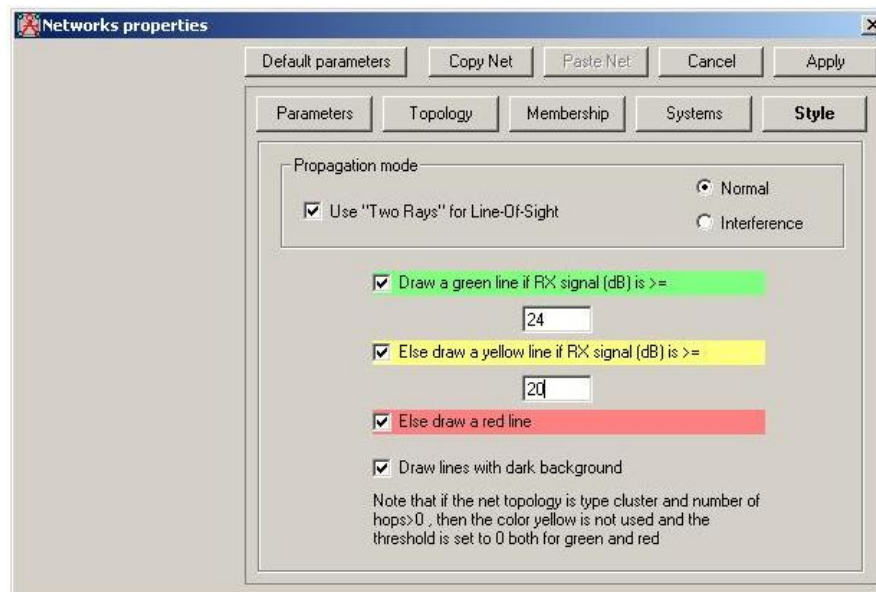 Networks properties
Default parameters
Copy Net
Paste Net
Cancel
Apply
Parameters
Topology
Membership
Systems
Style
Propagation mode
Use "Two Rays" for Line-Of-Sight
Normal
Interference
Draw a green line if RX signal (dB) is >=
24
Else draw a yellow line if RX signal (dB) is >=
20
Else draw a red line
Draw lines with dark background
Note that if the net topology is type cluster and number of
hops>0 , then the color yellow is not used and the
threshold is set to 0 both for green and red